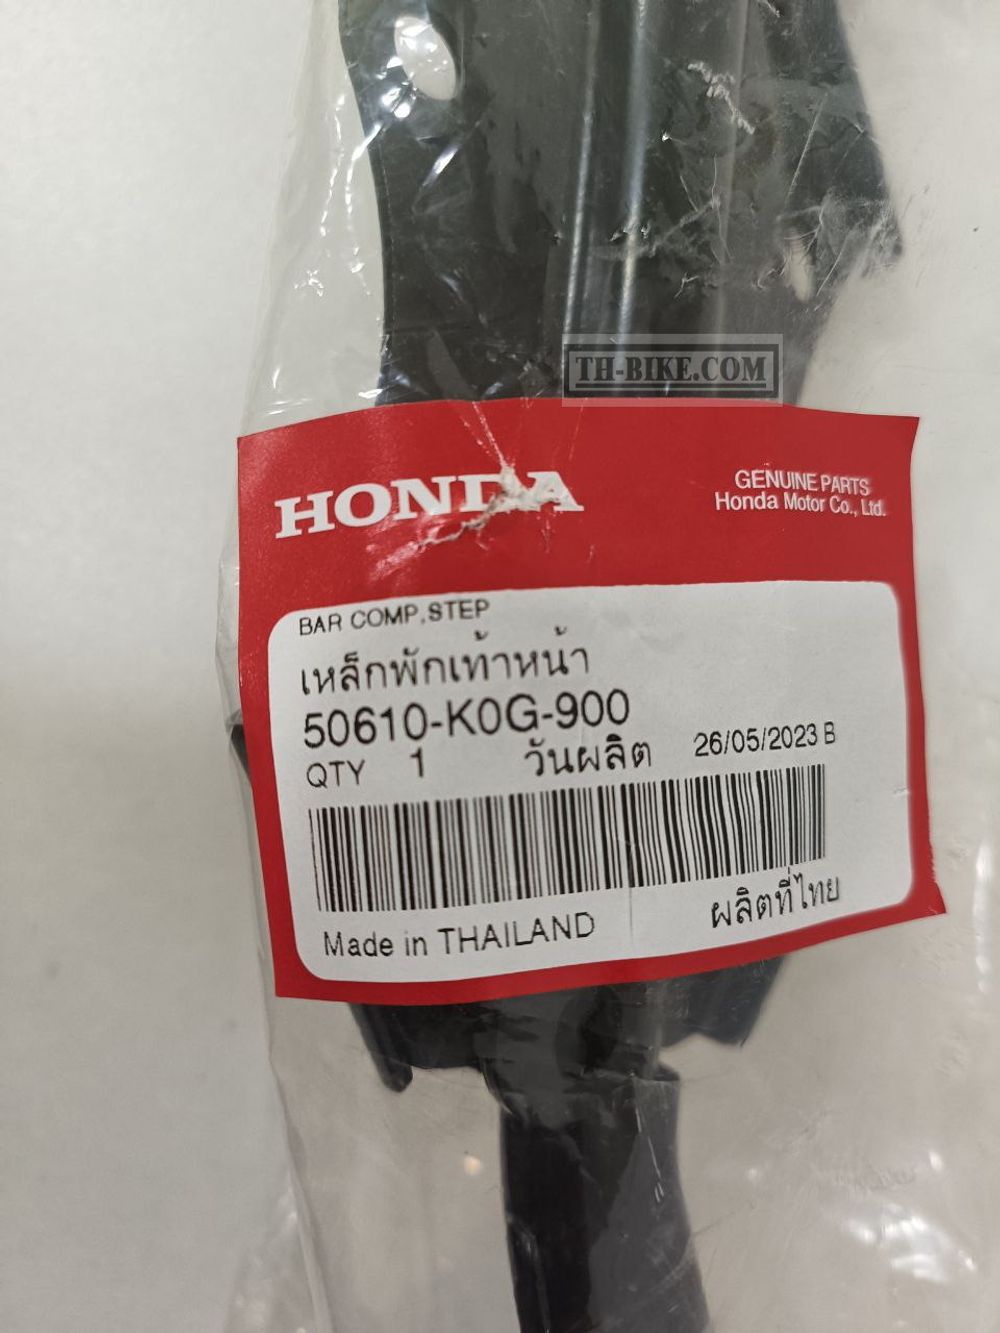 TH-BIKE.COM
HONDA
GENUINE PARTS
Honda Motor Co., Ltd.
BAR COMP,STEP
เหล็กพักเท้าหน้า
50610-K0G-900
QTY 1 วันผลิต 26/05/2023 B
Made in THAILAND ผลิตที่ไทย